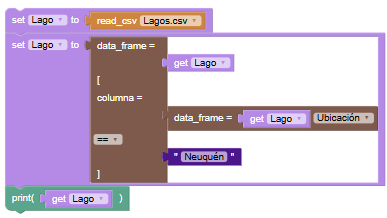 set Lago to read_csv Lagos.csv
set Lago to data_frame =
get Lago
[
columna =
data_frame = get Lago Ubicación
==
" Neuquén "
]
print( get Lago )